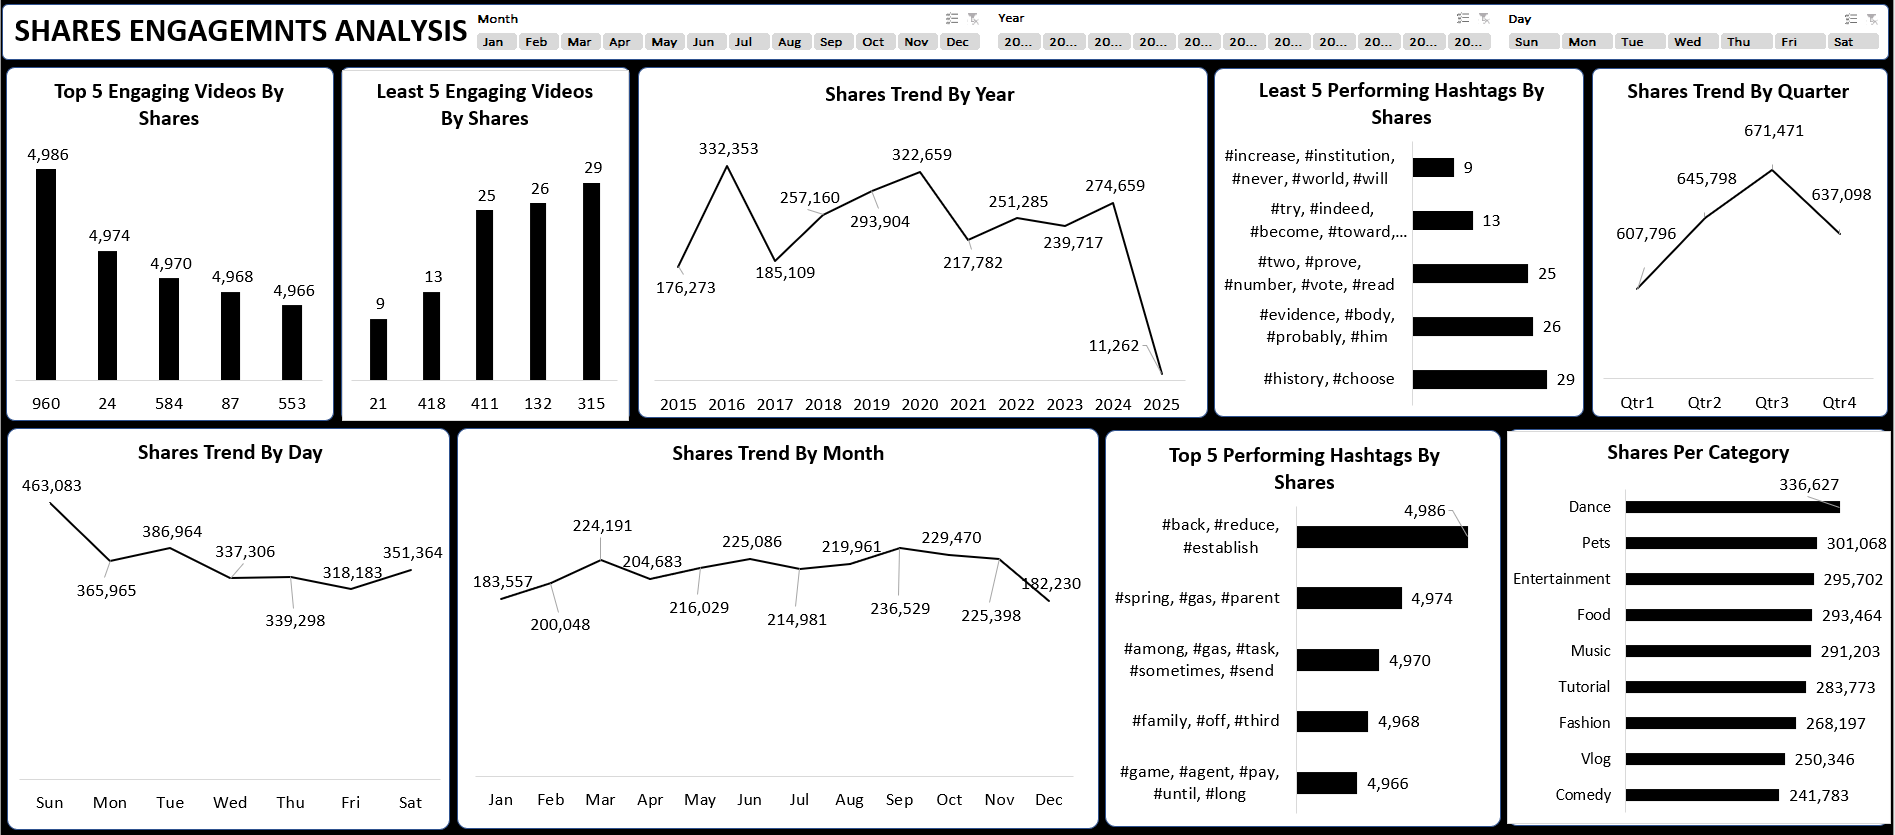 SHARES ENGAGEMNTS ANALYSIS
Month
Jan Feb Mar Apr May Jun Jul Aug Sep Oct Nov Dec
Year
20... 20... 20... 20... 20... 20... 20... 20... 20... 20... 20...
Day
Sun Mon Tue Wed Thu Fri Sat
Top 5 Engaging Videos By
Shares
4,986
4,974
4,970
4,968
4,966
960 24 584 87 553
Least 5 Engaging Videos
By Shares
9
13
25
26
29
21 418 411 132 315
Shares Trend By Year
176,273
332,353
185,109
257,160
293,904
322,659
217,782
251,285
239,717
274,659
11,262
2015 2016 2017 2018 2019 2020 2021 2022 2023 2024 2025
Least 5 Performing Hashtags By
Shares
#increase, #institution,
#never, #world, #will
9
#try, #indeed,
#become, #toward,...
13
#two, #prove,
#number, #vote, #read
25
#evidence, #body,
#probably, #him
26
#history, #choose
29
Shares Trend By Quarter
607,796
645,798
671,471
637,098
Qtr1 Qtr2 Qtr3 Qtr4
Shares Trend By Day
463,083
365,965
386,964
337,306
339,298
318,183
351,364
Sun Mon Tue Wed Thu Fri Sat
Shares Trend By Month
183,557
200,048
224,191
204,683
216,029
225,086
214,981
219,961
236,529
229,470
225,398
182,230
Jan Feb Mar Apr May Jun Jul Aug Sep Oct Nov Dec
Top 5 Performing Hashtags By
Shares
#back, #reduce,
#establish
4,986
#spring, #gas, #parent
4,974
#among, #gas, #task,
#sometimes, #send
4,970
#family, #off, #third
4,968
#game, #agent, #pay,
#until, #long
4,966
Shares Per Category
Dance 336,627
Pets 301,068
Entertainment 295,702
Food 293,464
Music 291,203
Tutorial 283,773
Fashion 268,197
Vlog 250,346
Comedy 241,783